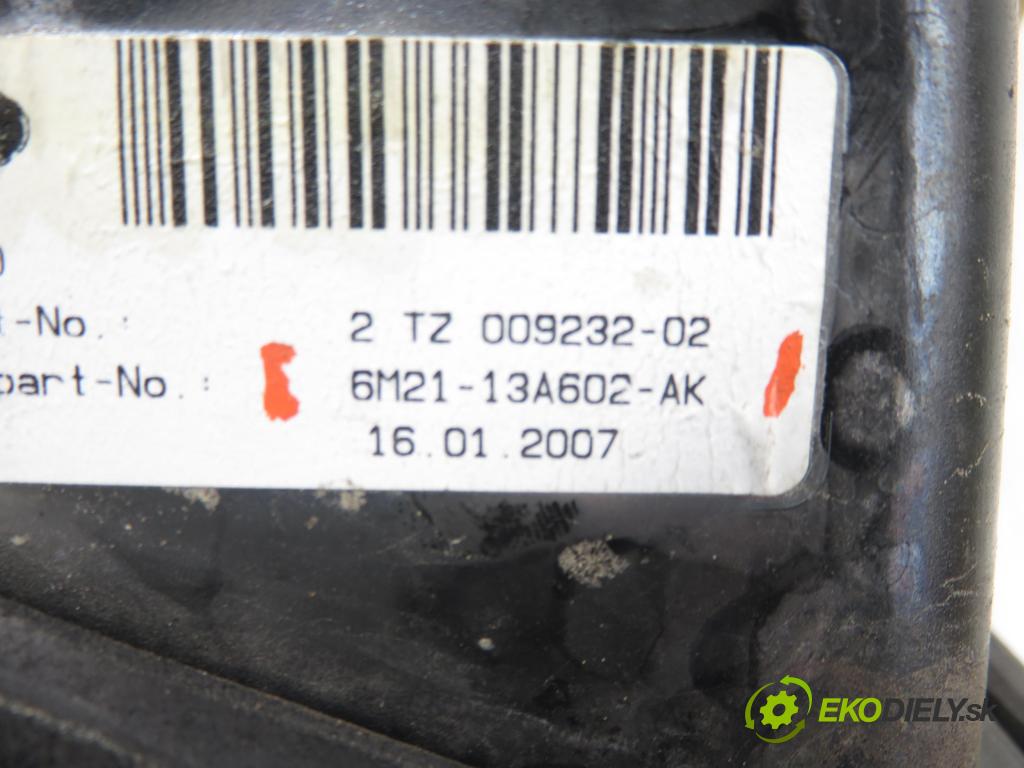 t-No.: 2 TZ 009232-02
part-No.: 6M21-13A602-AK
16.01.2007
EKODIELY.sk